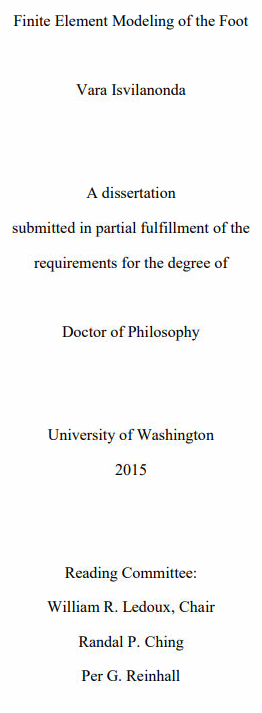 Finite Element Modeling of the Foot
Vara Isvilanonda
A dissertation
submitted in partial fulfillment of the
requirements for the degree of
Doctor of Philosophy
University of Washington
2015
Reading Committee:
William R. Ledoux, Chair
Randal P. Ching
Per G. Reinhall